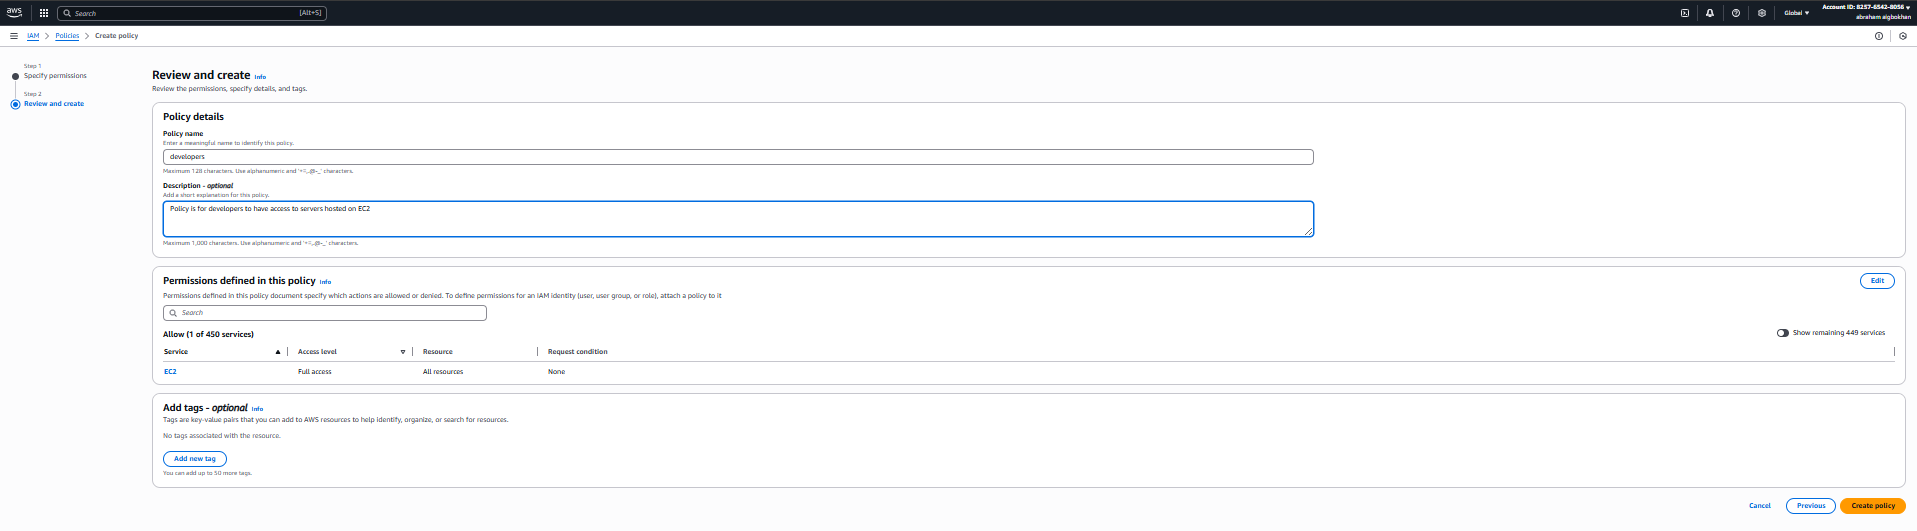 aws
Search
[Alt+S]
Global
Account ID: 8257-6542-8056
abraham aigbokhan
IAM
Policies
Create policy
Step 1
Specify permissions
Step 2
Review and create
Review and create Info
Review the permissions, specify details, and tags.
Policy details
Policy name
Enter a meaningful name to identify this policy.
developers
Maximum 128 characters. Use alphanumeric and '+=,.@-_' characters.
Description - optional
Add a short explanation for this policy.
Policy is for developers to have access to servers hosted on EC2
Maximum 1,000 characters. Use alphanumeric and '+=,.@-_' characters.
Permissions defined in this policy Info
Edit
Permissions defined in this policy document specify which actions are allowed or denied. To define permissions for an IAM identity (user, user group, or role), attach a policy to it
Search
Allow (1 of 450 services)
Show remaining 449 services
Service Access level Resource Request condition
EC2 Full access All resources None
Add tags - optional Info
Tags are key-value pairs that you can add to AWS resources to help identify, organize, or search for resources.
No tags associated with the resource.
Add new tag
You can add up to 50 more tags.
Cancel
Previous
Create policy